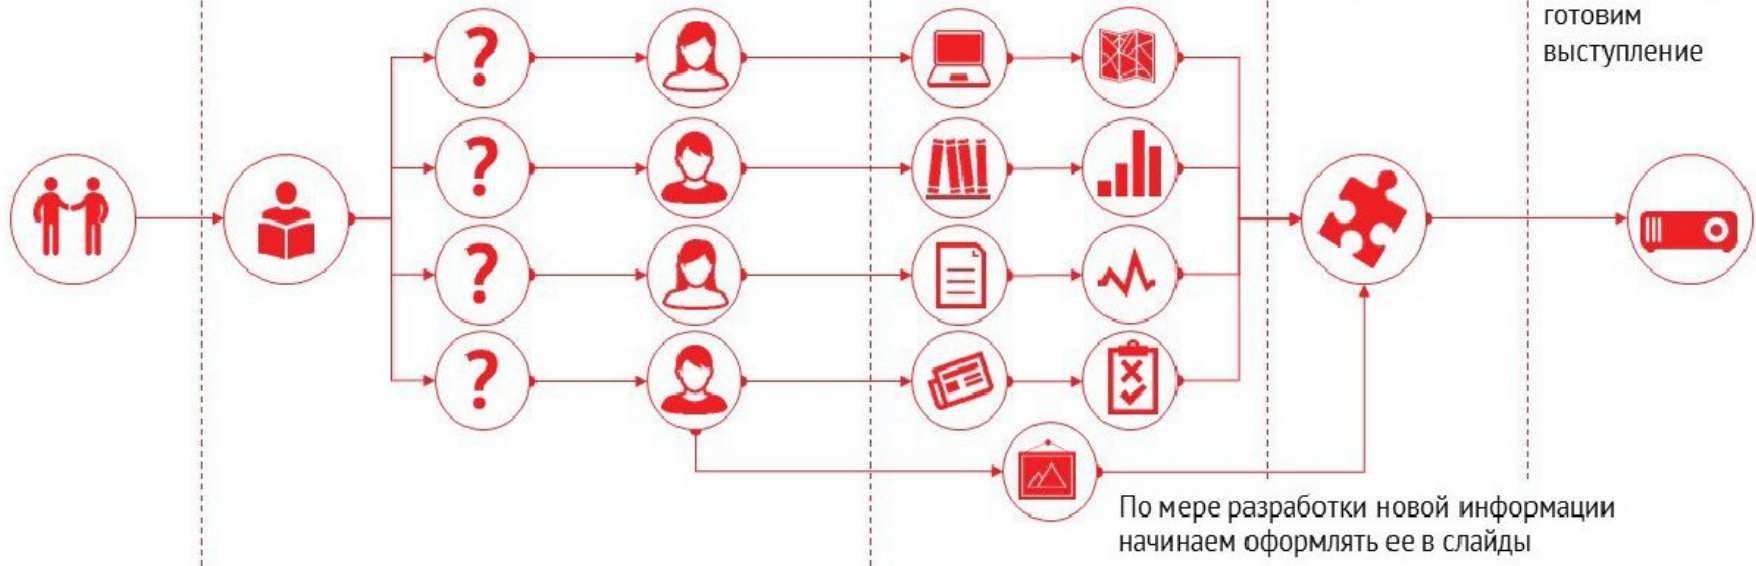 готовим
выступление
По мере разработки новой информации
начинаем оформлять ее в слайды